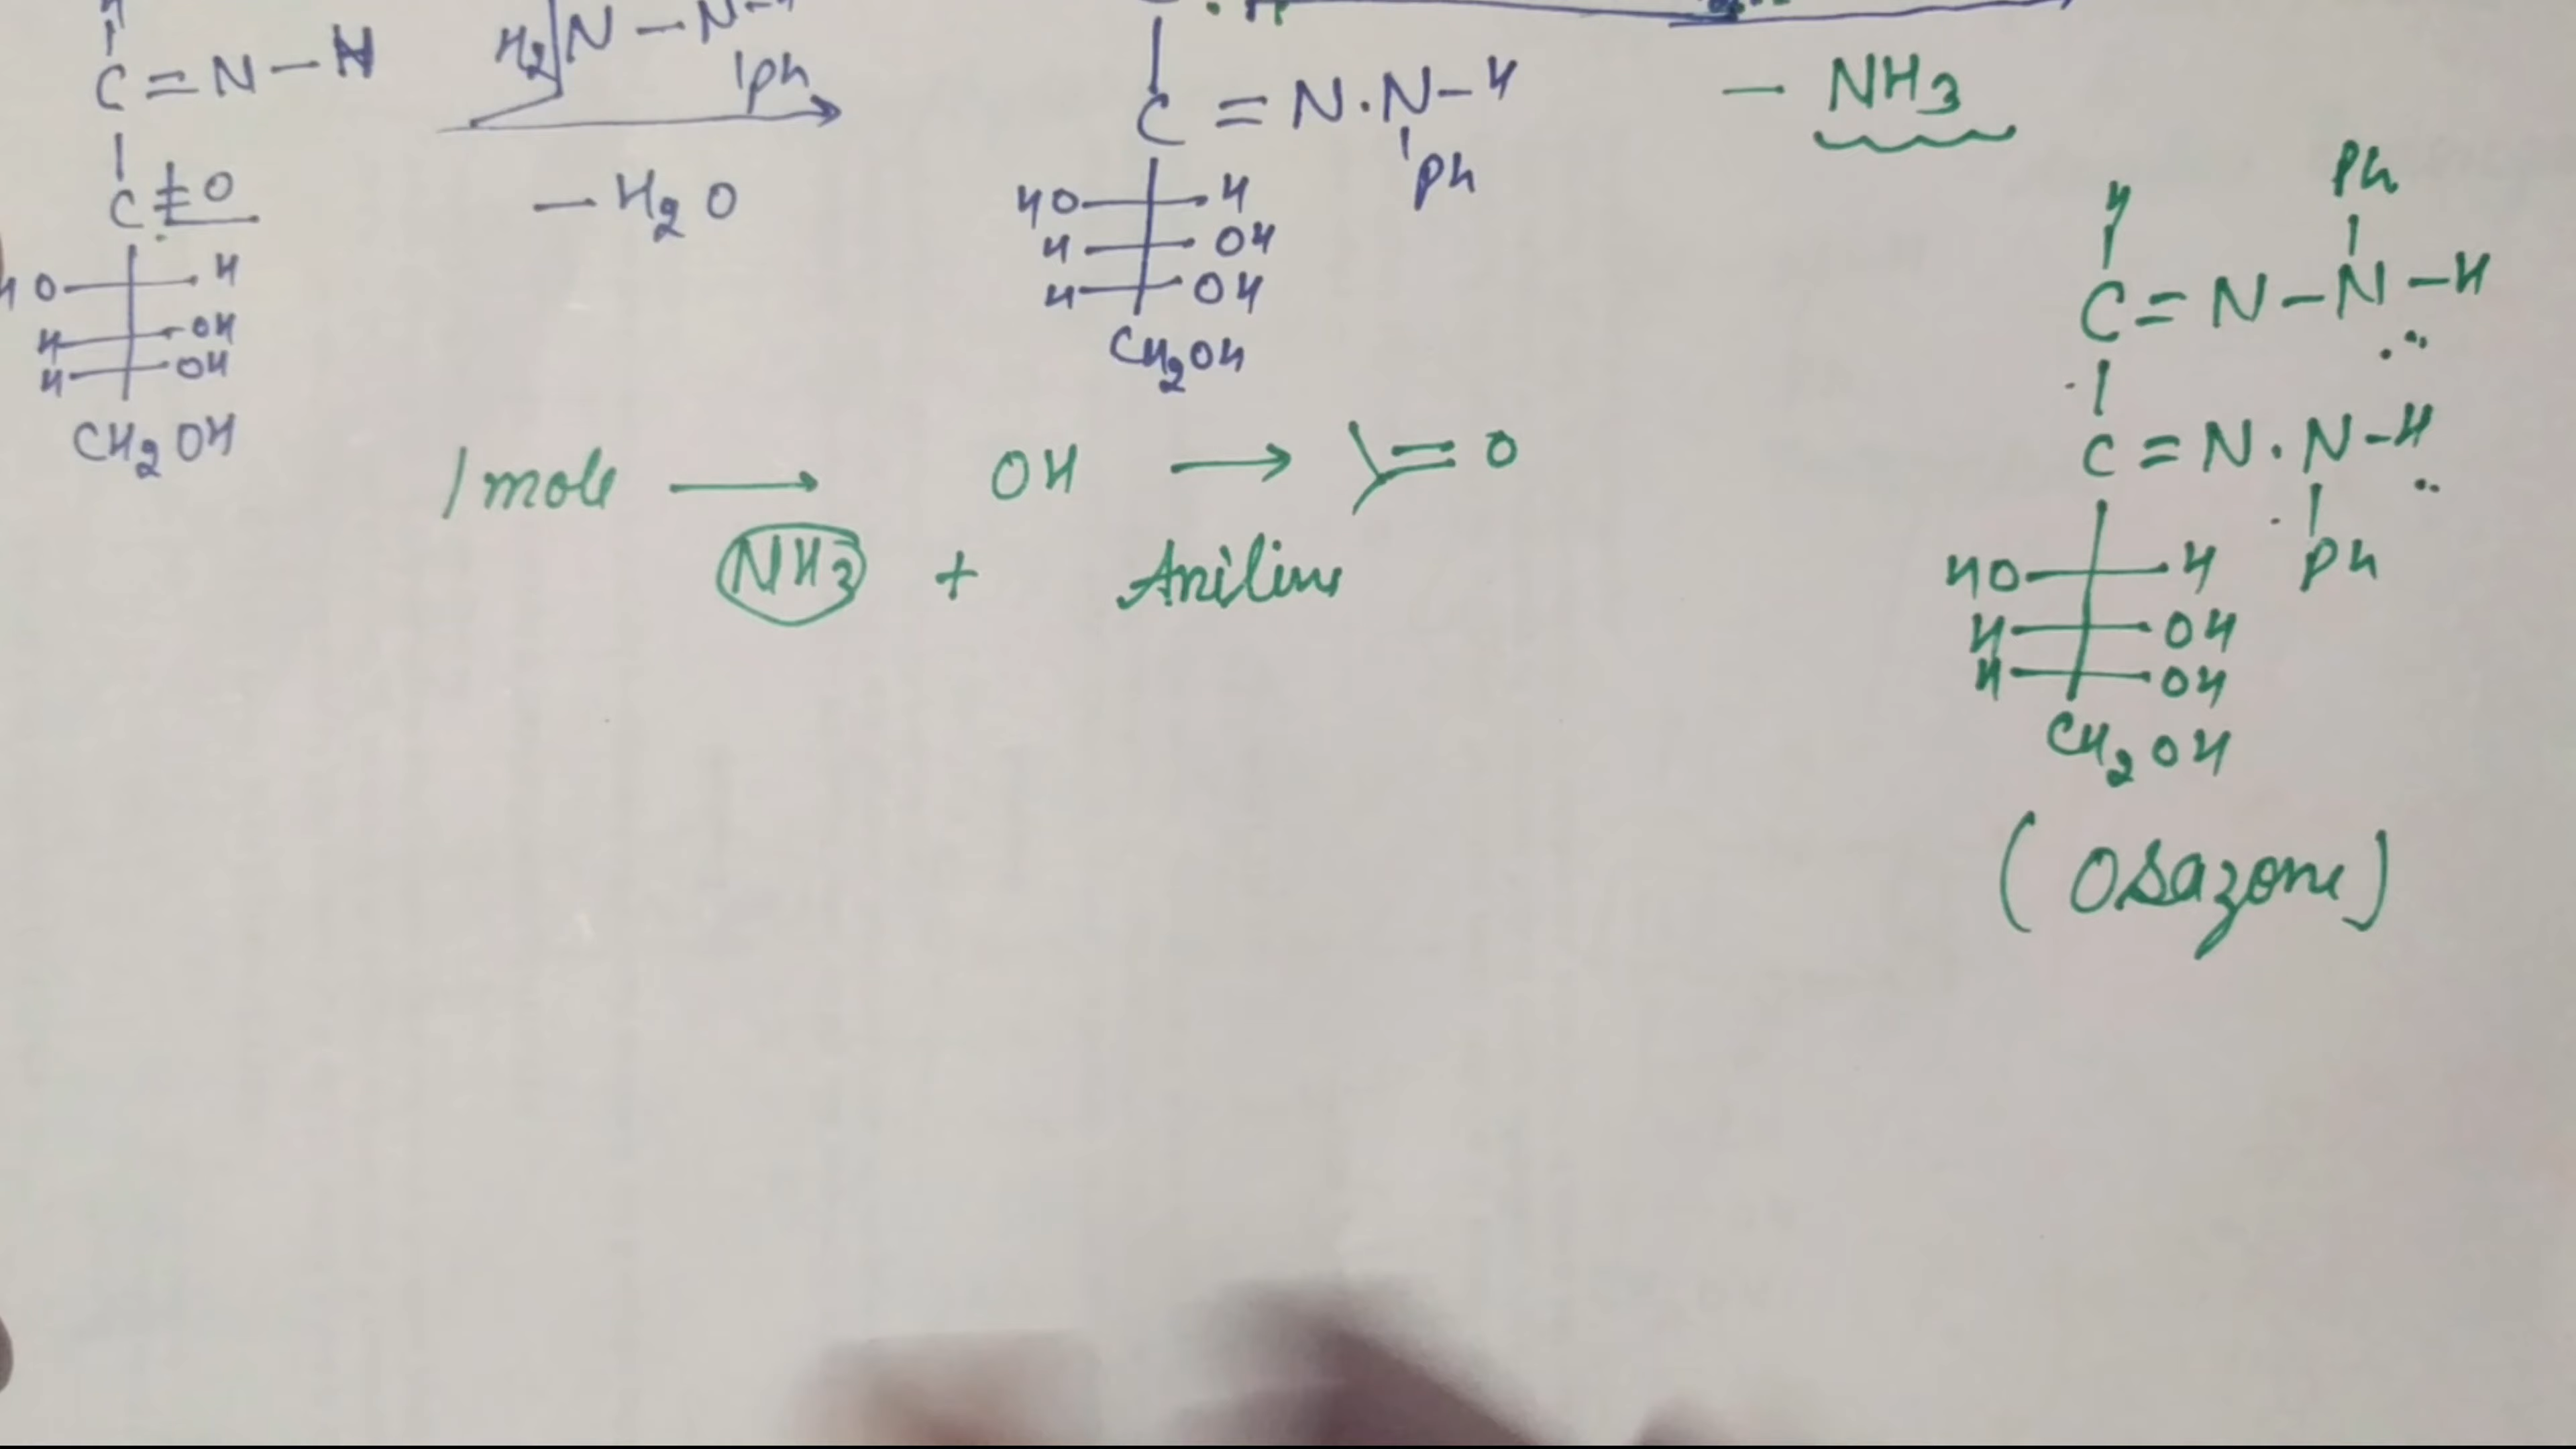 H
C = N - H
C = O
HO H
H OH
H OH
CH2OH
H2N - N - H
Ph
- H2O
C = N . N - H
Ph
HO H
H OH
H OH
CH2OH
- NH3
1 mole → OH → = O
NH3 + Aniline
H Ph
C = N - N - H
C = N . N - H
HO H Ph
H OH
H OH
CH2OH
(Osazone)